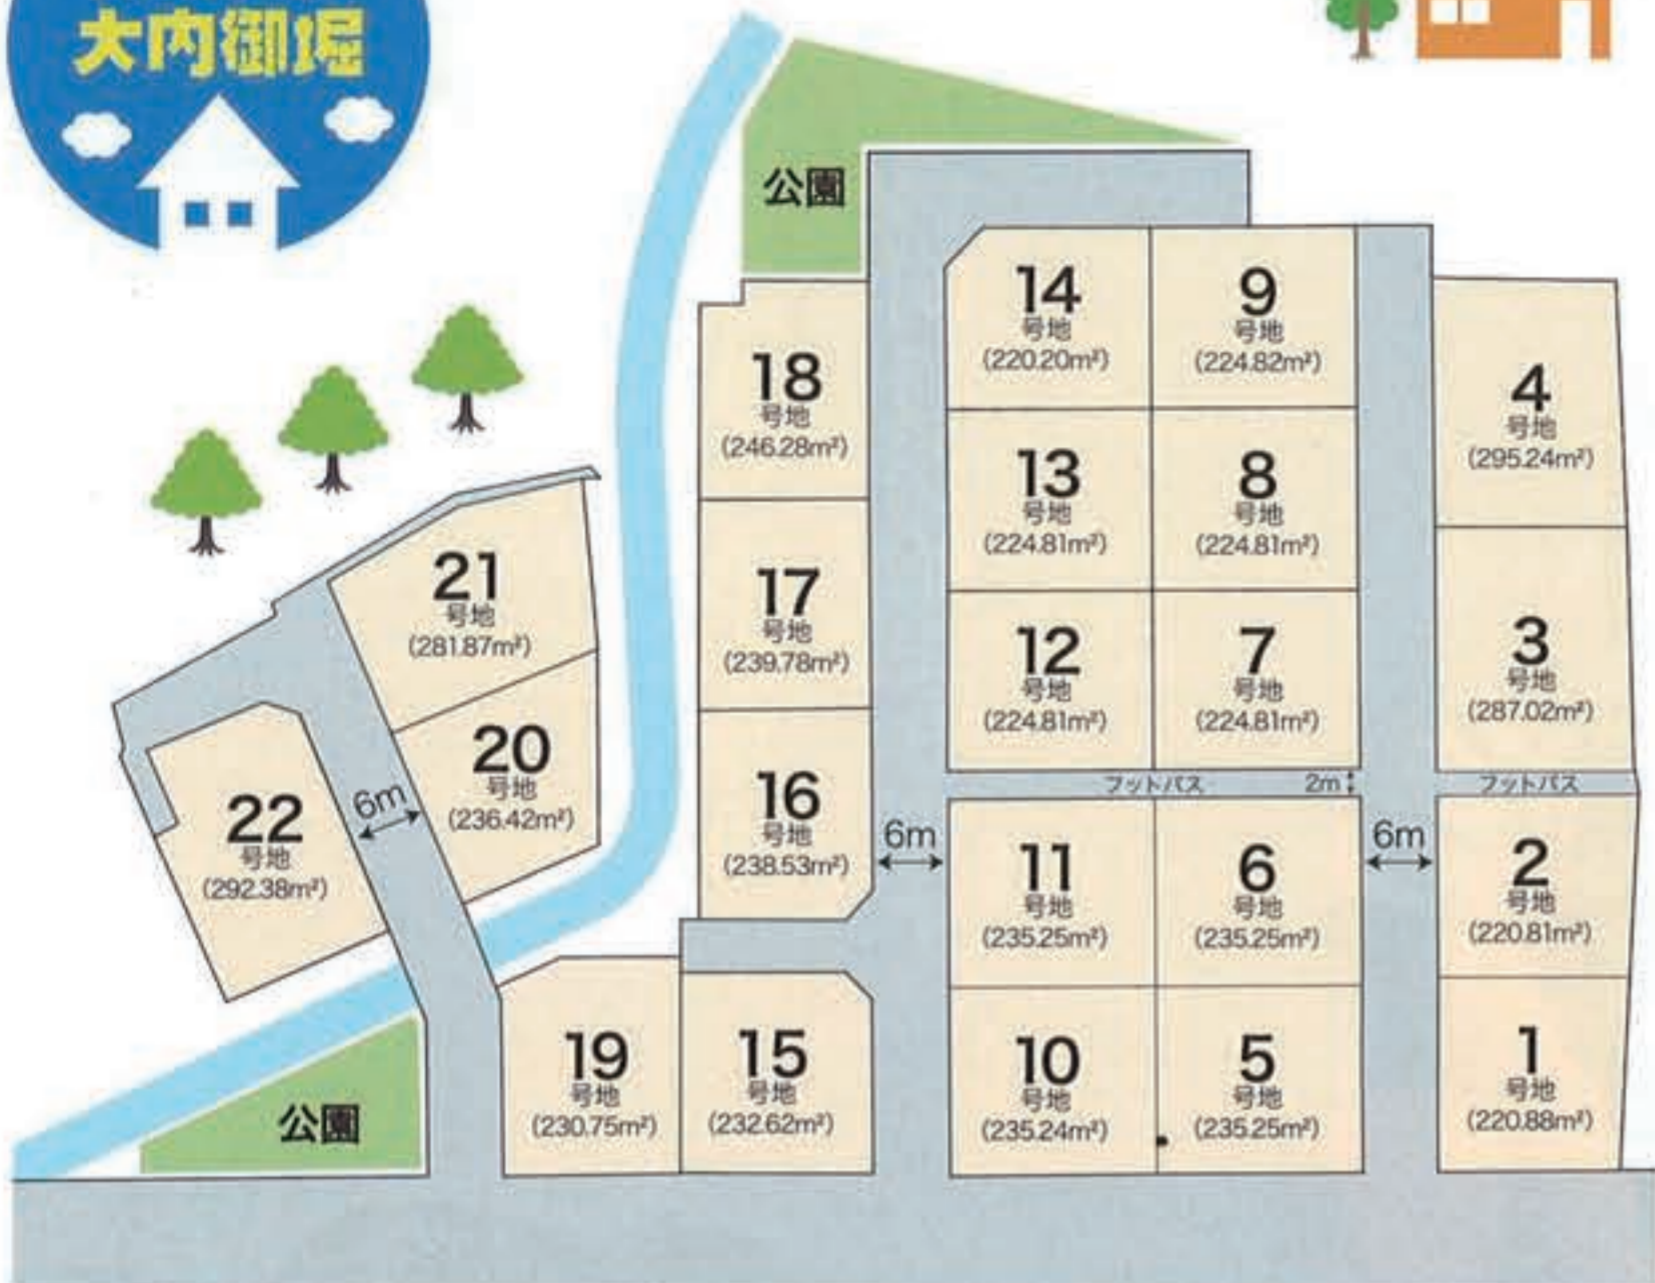 大内御堀
公園
14
号地
(220.20m²)
9
号地
(224.82m²)
18
号地
(246.28m²)
4
号地
(295.24m²)
13
号地
(224.81m²)
8
号地
(224.81m²)
21
号地
(281.87m²)
17
号地
(239.78m²)
12
号地
(224.81m²)
7
号地
(224.81m²)
3
号地
(287.02m²)
20
号地
(236.42m²)
22
号地
(292.38m²)
6m
16
号地
(238.53m²)
フットパス 2m
フットパス
6m
6m
11
号地
(235.25m²)
6
号地
(235.25m²)
2
号地
(220.81m²)
19
号地
(230.75m²)
15
号地
(232.62m²)
10
号地
(235.24m²)
5
号地
(235.25m²)
1
号地
(220.88m²)
公園